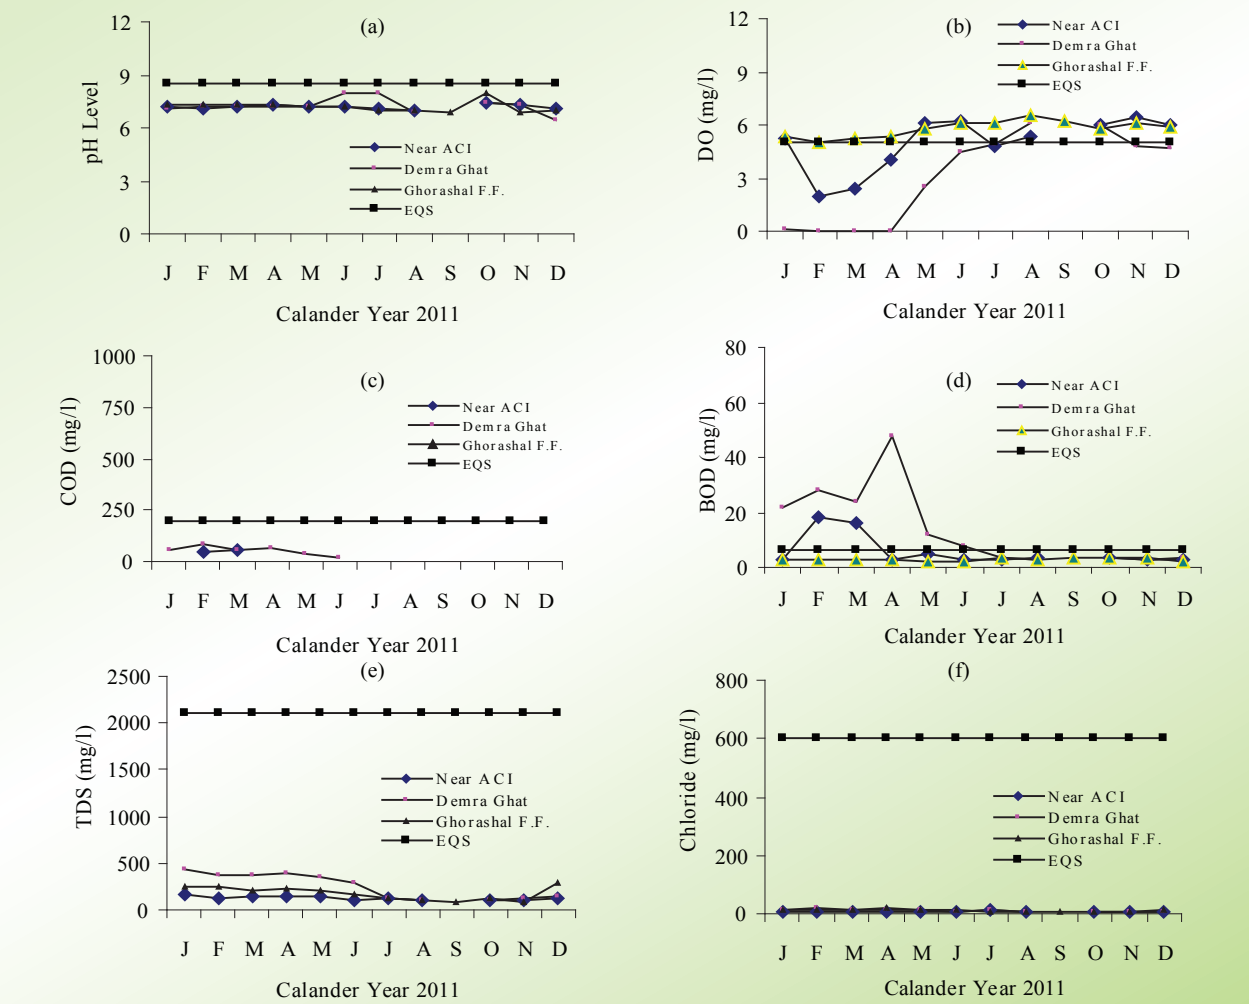 (a)
pH Level
12
9
6
3
0
Near ACI
Demra Ghat
Ghorashal F.F.
EQS
J F M A M J J A S O N D
Calander Year 2011
(b)
DO (mg/l)
12
9
6
3
0
Near ACI
Demra Ghat
Ghorashal F.F.
EQS
J F M A M J J A S O N D
Calander Year 2011
(c)
COD (mg/l)
1000
750
500
250
0
Near ACI
Demra Ghat
Ghorashal F.F.
EQS
J F M A M J J A S O N D
Calander Year 2011
(d)
BOD (mg/l)
80
60
40
20
0
Near ACI
Demra Ghat
Ghorashal F.F.
EQS
J F M A M J J A S O N D
Calander Year 2011
(e)
TDS (mg/l)
2500
2000
1500
1000
500
0
Near ACI
Demra Ghat
Ghorashal F.F.
EQS
J F M A M J J A S O N D
Calander Year 2011
(f)
Chloride (mg/l)
800
600
400
200
0
Near ACI
Demra Ghat
Ghorashal F.F.
EQS
J F M A M J J A S O N D
Calander Year 2011